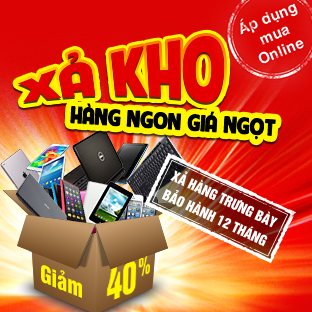 Áp dụng
mua
Online
XẢ KHO
HÀNG NGON GIÁ NGỌT
XẢ HÀNG TRƯNG BÀY
BẢO HÀNH 12 THÁNG
Giảm 40%